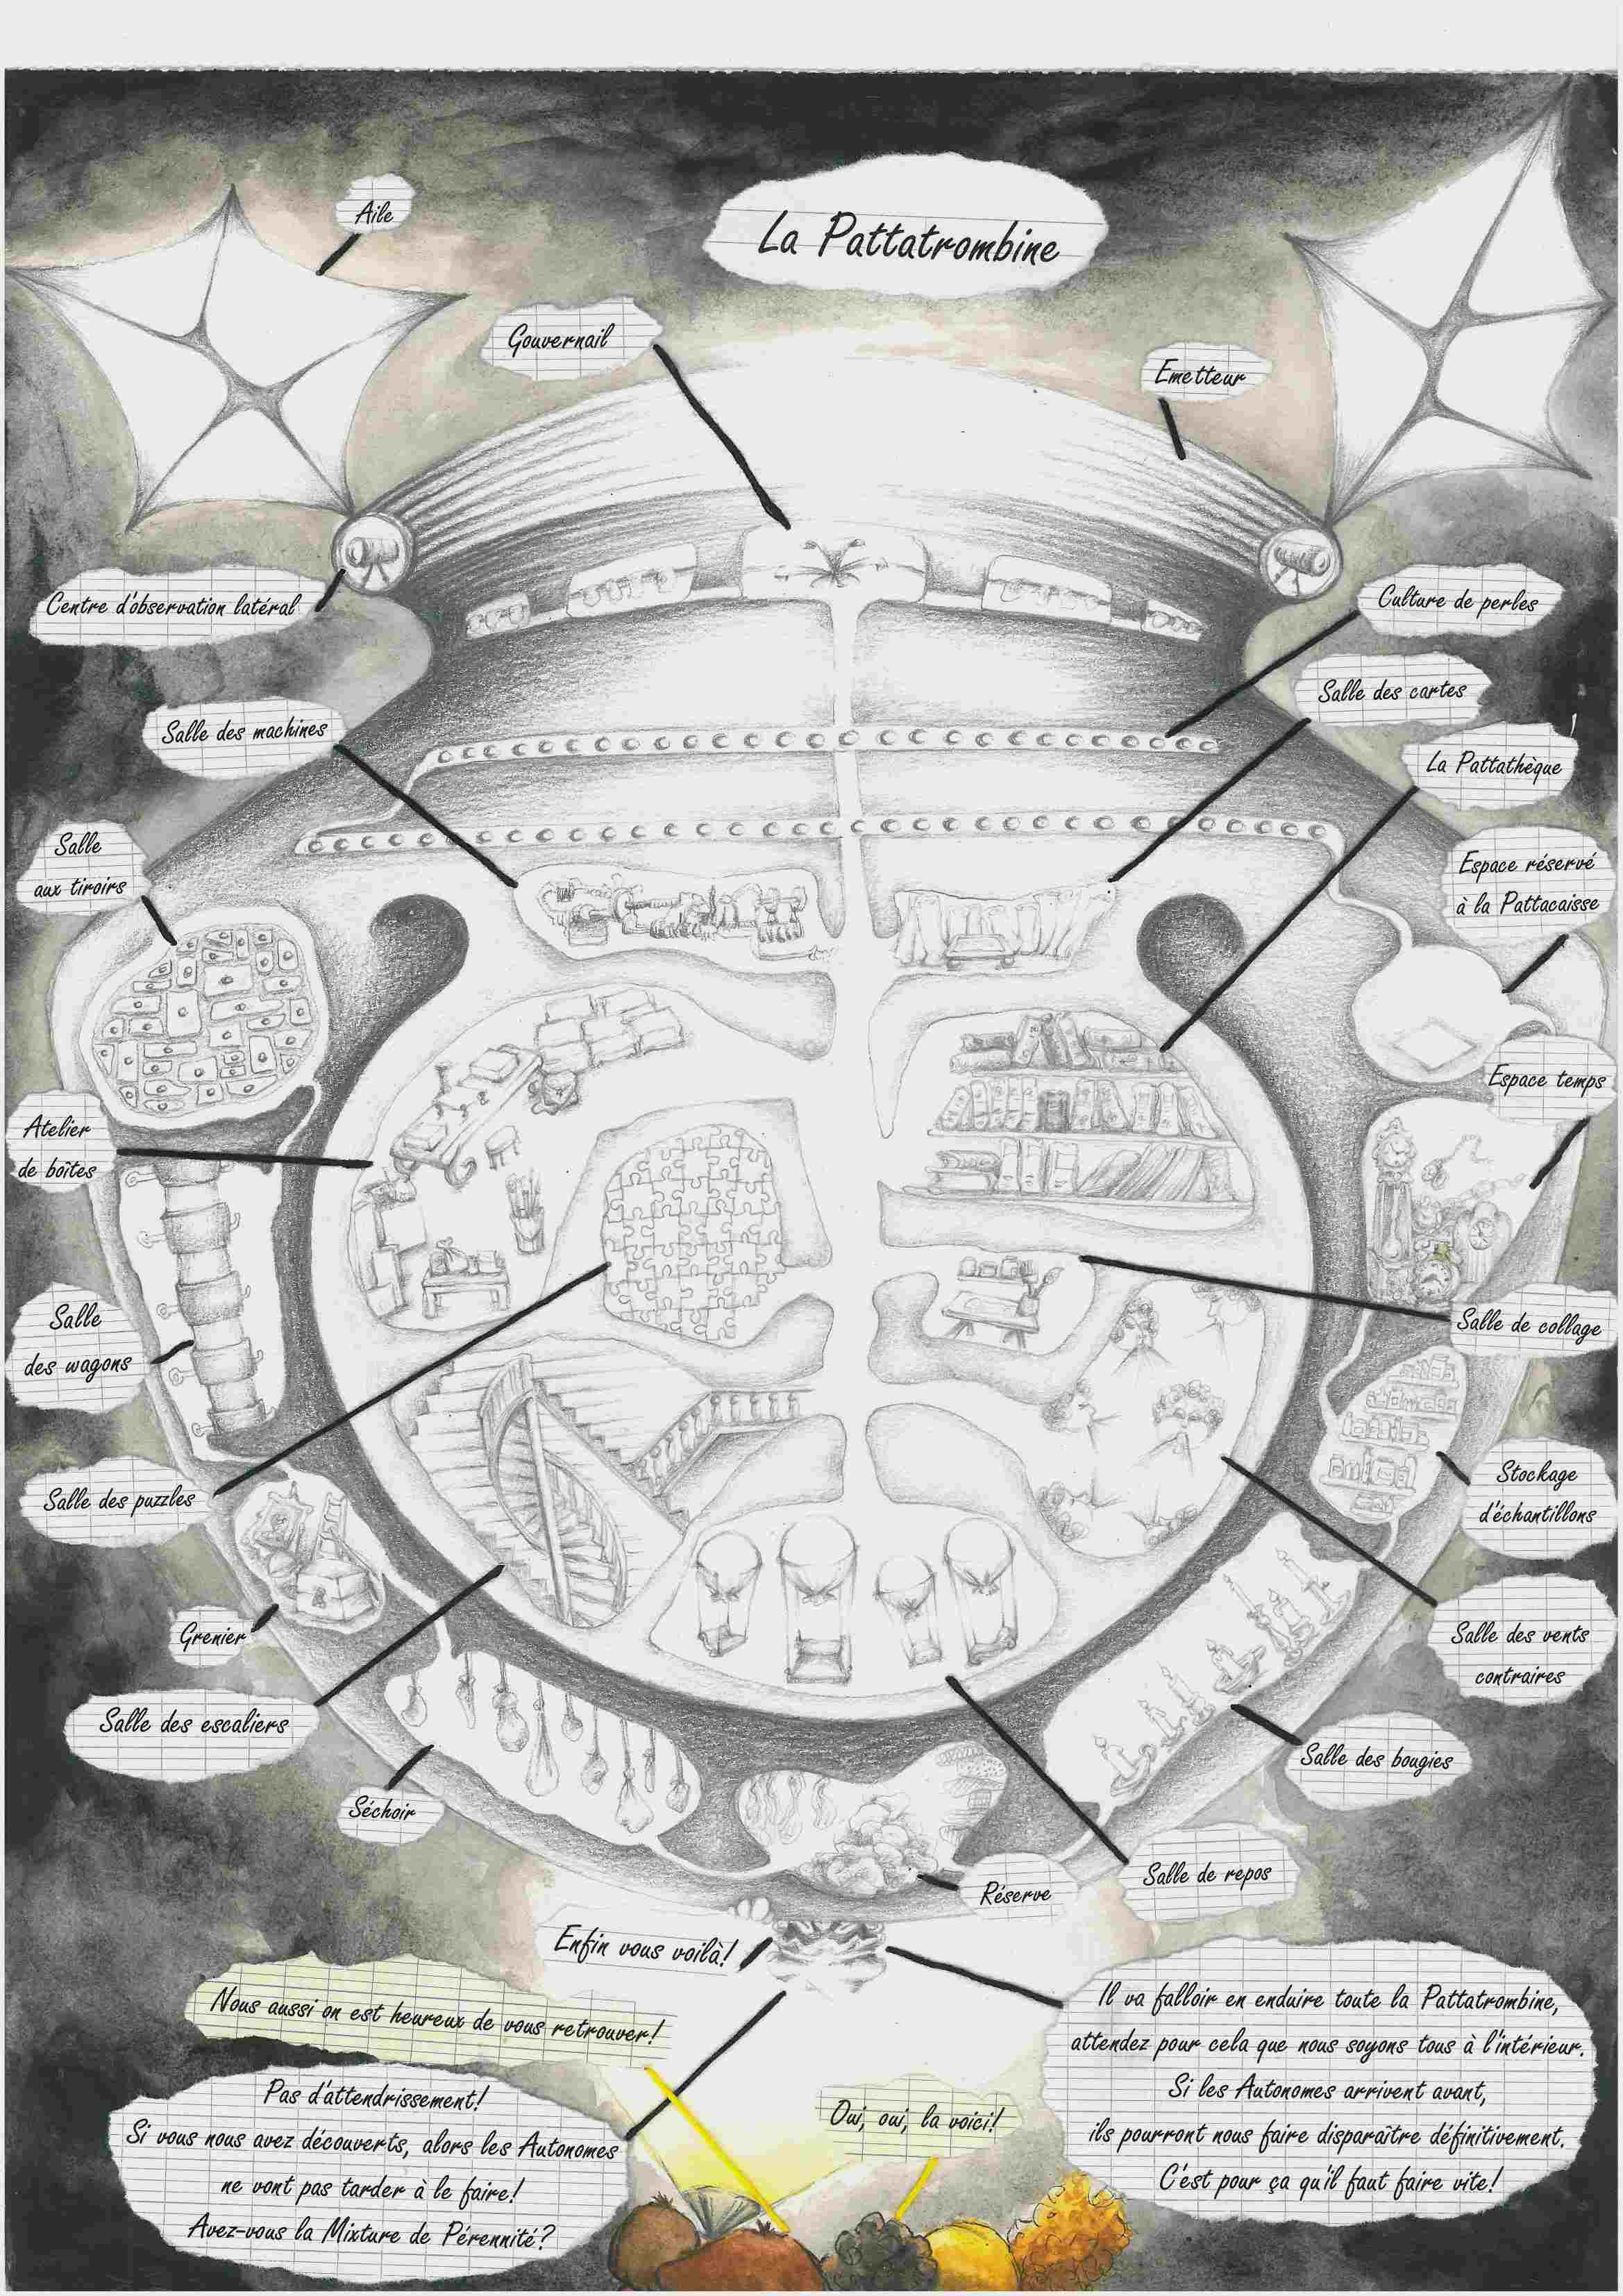 La Pattatrombine
Aile
Gouvernail
Emetteur
Centre d'observation latéral
Culture de perles
Salle des cartes
Salle des machines
La Pattathèque
Salle
aux tiroirs
Espace réservé
à la Pattacaisse
Espace temps
Atelier
de boîtes
Salle
des wagons
Salle de collage
Salle des puzzles
Stockage
d'échantillons
Grenier
Salle des vents
contraires
Salle des escaliers
Salle des bougies
Séchoir
Salle de repos
Réserve
Enfin vous voilà!
Nous aussi on est heureux de vous retrouver!
Il va falloir en enduire toute la Pattatrombine,
attendez pour cela que nous soyons tous à l'intérieur.
Si les Autonomes arrivent avant,
ils pourront nous faire disparaître définitivement.
C'est pour ça qu'il faut faire vite!
Pas d'attendrissement!
Si vous nous avez découverts, alors les Autonomes
ne vont pas tarder à le faire!
Avez-vous la Mixture de Pérennité?
Oui, oui, la voici!